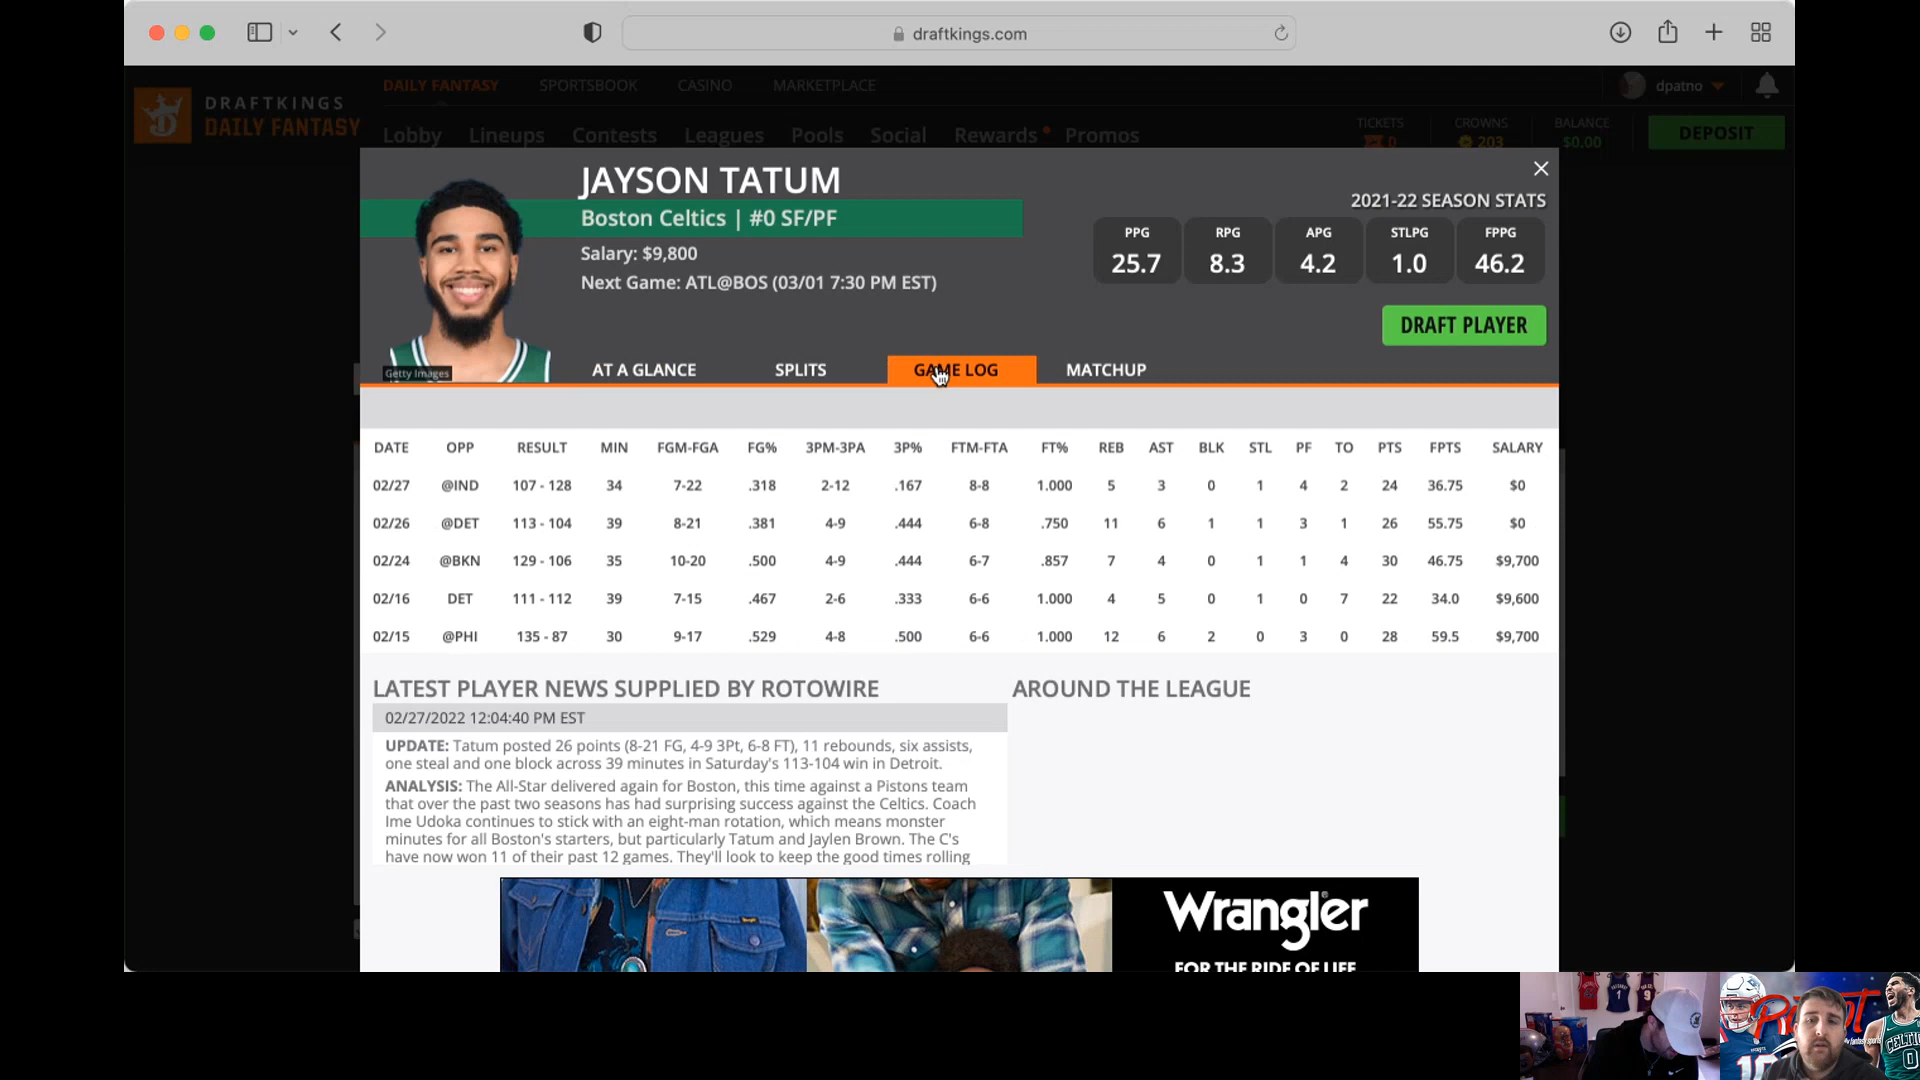 draftkings.com
DRAFTKINGS
DAILY FANTASY
DAILY FANTASY SPORTSBOOK CASINO MARKETPLACE
dpatno
Lobby Lineups Contests Leagues Pools Social Rewards Promos
TICKETS CROWNS BALANCE
0 203 $0.00
DEPOSIT
JAYSON TATUM
Boston Celtics | #0 SF/PF
Salary: $9,800
Next Game: ATL@BOS (03/01 7:30 PM EST)
Getty Images
2021-22 SEASON STATS
PPG RPG APG STLPG FPPG
25.7 8.3 4.2 1.0 46.2
DRAFT PLAYER
AT A GLANCE SPLITS GAME LOG MATCHUP
DATE OPP RESULT MIN FGM-FGA FG% 3PM-3PA 3P% FTM-FTA FT% REB AST BLK STL PF TO PTS FPTS SALARY
02/27 @IND 107 - 128 34 7-22 .318 2-12 .167 8-8 1.000 5 3 0 1 4 2 24 36.75 $0
02/26 @DET 113 - 104 39 8-21 .381 4-9 .444 6-8 .750 11 6 1 1 3 1 26 55.75 $0
02/24 @BKN 129 - 106 35 10-20 .500 4-9 .444 6-7 .857 7 4 0 1 1 4 30 46.75 $9,700
02/16 DET 111 - 112 39 7-15 .467 2-6 .333 6-6 1.000 4 5 0 1 0 7 22 34.0 $9,600
02/15 @PHI 135 - 87 30 9-17 .529 4-8 .500 6-6 1.000 12 6 2 0 3 0 28 59.5 $9,700
LATEST PLAYER NEWS SUPPLIED BY ROTOWIRE
AROUND THE LEAGUE
02/27/2022 12:04:40 PM EST
UPDATE: Tatum posted 26 points (8-21 FG, 4-9 3Pt, 6-8 FT), 11 rebounds, six assists,
one steal and one block across 39 minutes in Saturday's 113-104 win in Detroit.
ANALYSIS: The All-Star delivered again for Boston, this time against a Pistons team
that over the past two seasons has had surprising success against the Celtics. Coach
Ime Udoka continues to stick with an eight-man rotation, which means monster
minutes for all Boston's starters, but particularly Tatum and Jaylen Brown. The C's
have now won 11 of their past 12 games. They'll look to keep the good times rolling
Wrangler
FOR THE RIDE OF LIFE
CELTIC
0